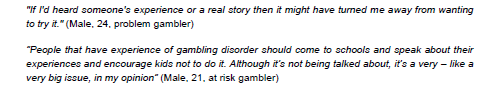 "If I'd heard someone's experience or a real story then it might have turned me away from wanting
to try it." (Male, 24, problem gambler)
"People that have experience of gambling disorder should come to schools and speak about their
experiences and encourage kids not to do it. Although it's not being talked about, it's a very – like a
very big issue, in my opinion" (Male, 21, at risk gambler)